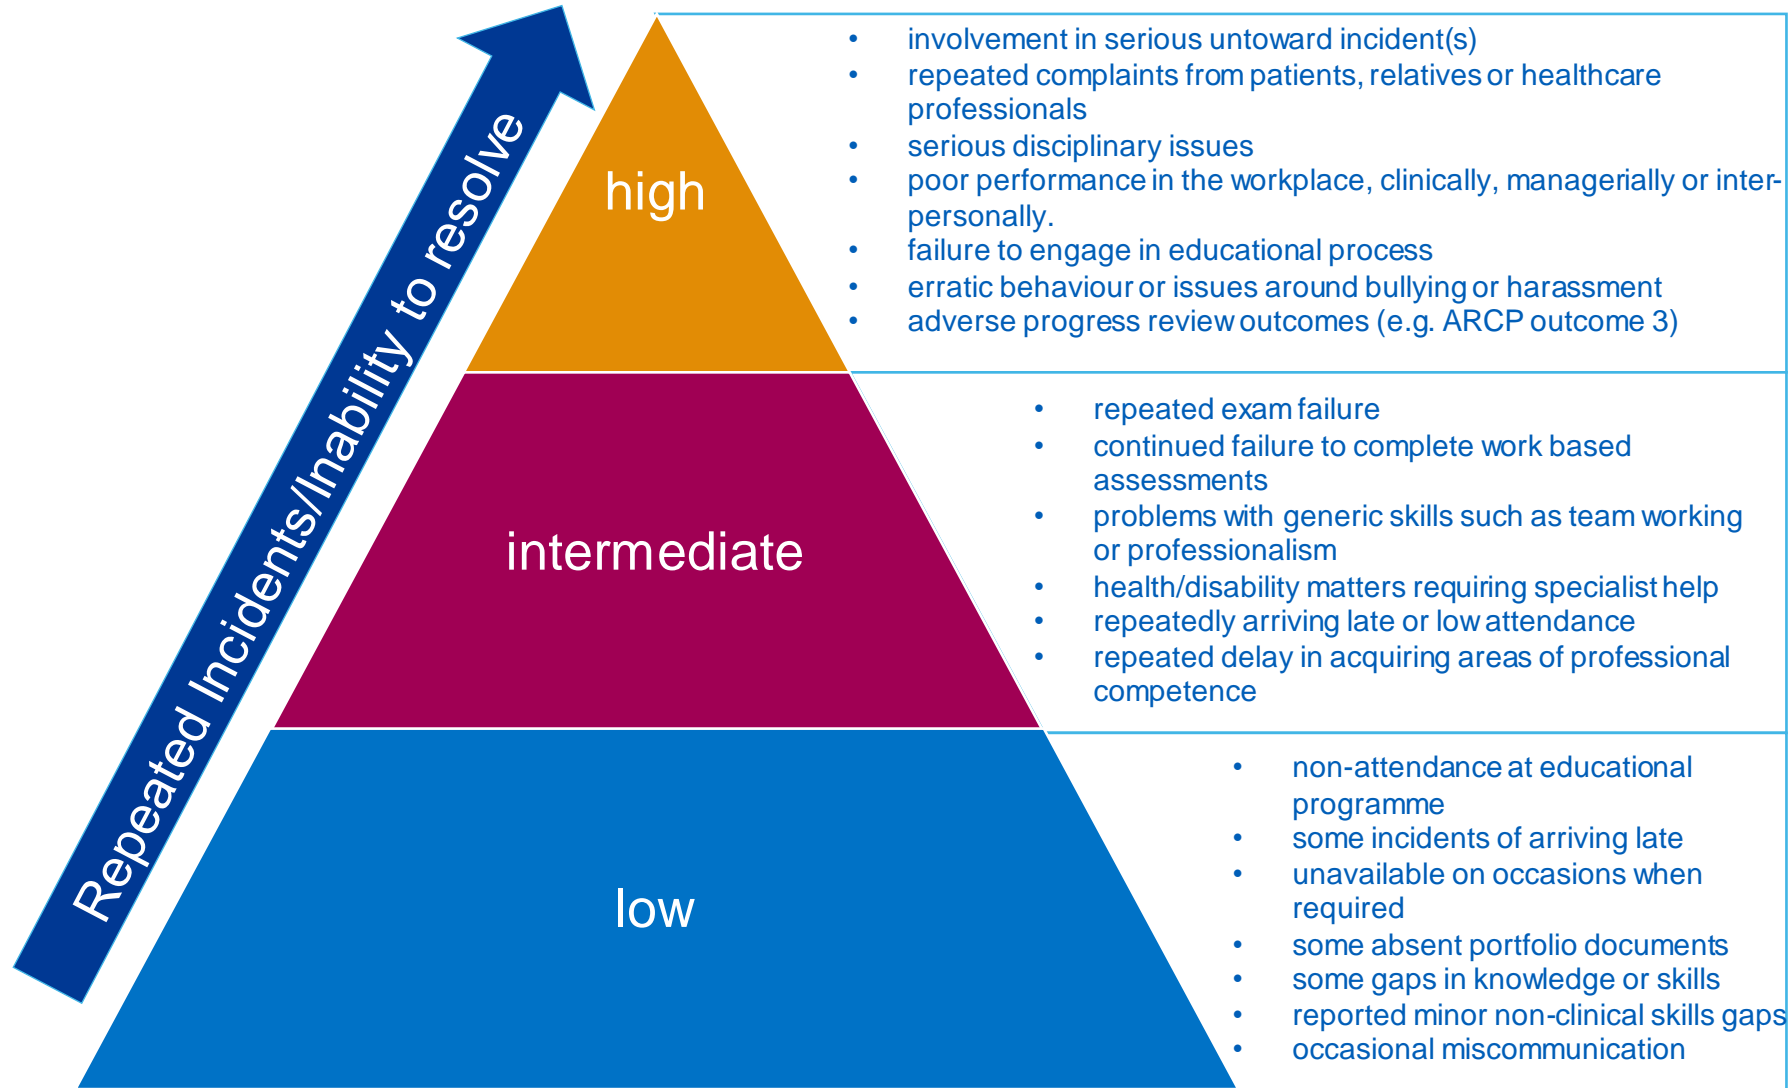 Repeated Incidents/Inability to resolve
high
• involvement in serious untoward incident(s)
• repeated complaints from patients, relatives or healthcare
professionals
• serious disciplinary issues
• poor performance in the workplace, clinically, managerially or inter-
personally.
• failure to engage in educational process
• erratic behaviour or issues around bullying or harassment
• adverse progress review outcomes (e.g. ARCP outcome 3)
intermediate
• repeated exam failure
• continued failure to complete work based
assessments
• problems with generic skills such as team working
or professionalism
• health/disability matters requiring specialist help
• repeatedly arriving late or low attendance
• repeated delay in acquiring areas of professional
competence
low
• non-attendance at educational
programme
• some incidents of arriving late
• unavailable on occasions when
required
• some absent portfolio documents
• some gaps in knowledge or skills
• reported minor non-clinical skills gaps
• occasional miscommunication